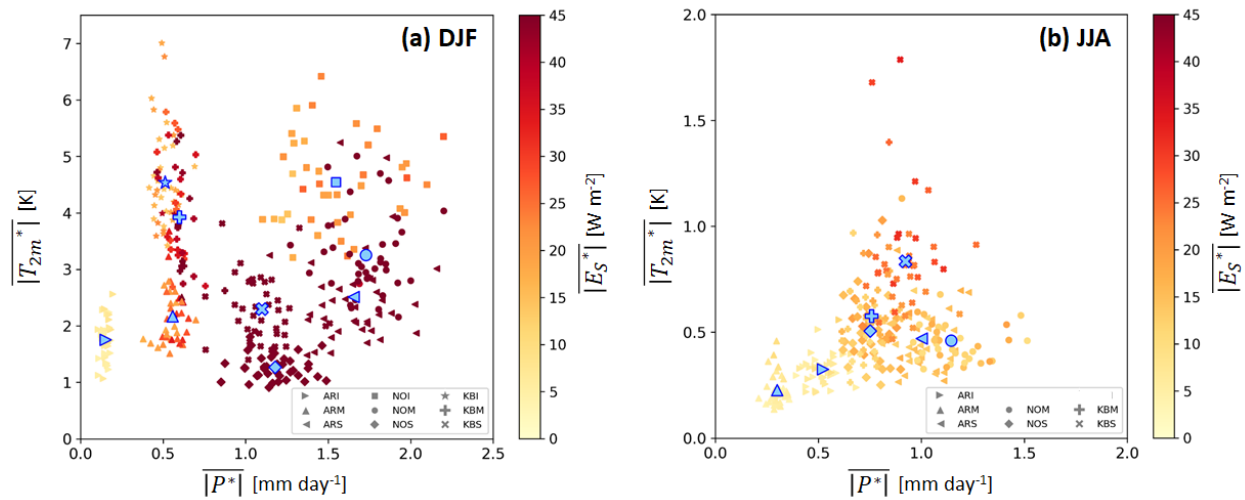 (a) DJF
7
6
5
4
3
2
1
0
0 0.5 1.0 1.5 2.0 2.5
|T2m*| [K]
|P*| [mm day-1]
ARI NOI KBI
ARM NOM KBM
ARS NOS KBS
45
40
35
30
25
20
15
10
5
0
|ES*| [W m-2]
(b) JJA
2.0
1.5
1.0
0.5
0.0
0.0 0.5 1.0 1.5 2.0
|T2m*| [K]
|P*| [mm day-1]
ARI
ARM NOM KBM
ARS NOS KBS
45
40
35
30
25
20
15
10
5
0
|ES*| [W m-2]